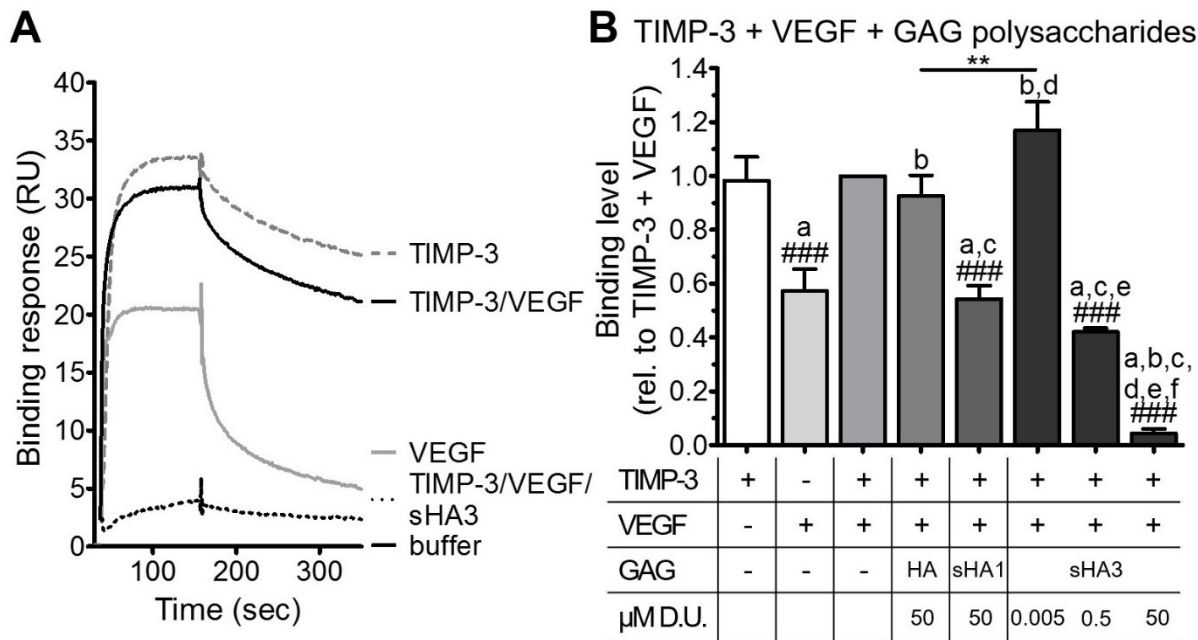 A
Binding response (RU)
40
35
30
25
20
15
10
5
0
100 200 300
Time (sec)
TIMP-3
TIMP-3/VEGF
VEGF
TIMP-3/VEGF/
sHA3
buffer
B TIMP-3 + VEGF + GAG polysaccharides
Binding level
(rel. to TIMP-3 + VEGF)
1.4
1.2
1.0
0.8
0.6
0.4
0.2
0.0
**
a
###
b
a,c
###
b,d
a,c,e
###
a,b,c,
d,e,f
###
TIMP-3 + - + + + + + +
VEGF - + + + + + + +
GAG - - - HA sHA1 sHA3
µM D.U. - - - 50 50 0.005 0.5 50